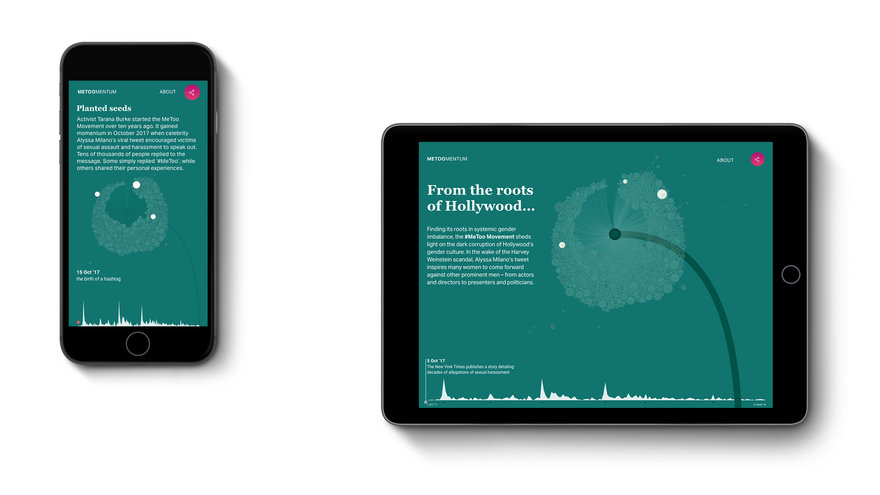 METOOMENTUM
ABOUT
Planted seeds
Activist Tarana Burke started the MeToo
Movement over ten years ago. It gained
momentum in October 2017 when celebrity
Alyssa Milano's viral tweet encouraged victims
of sexual assault and harassment to speak out.
Tens of thousands of people replied to the
message. Some simply replied '#MeToo', while
others shared their personal experiences.
15 Oct '17
the birth of a hashtag
METOOMENTUM
ABOUT
From the roots
of Hollywood...
Finding its roots in systemic gender
imbalance, the #MeToo Movement sheds
light on the dark corruption of Hollywood's
gender culture. In the wake of the Harvey
Weinstein scandal, Alyssa Milano's tweet
inspires many women to come forward
against other prominent men – from actors
and directors to presenters and politicians.
5 Oct '17
The New York Times publishes a story detailing
decades of allegations of sexual harassment